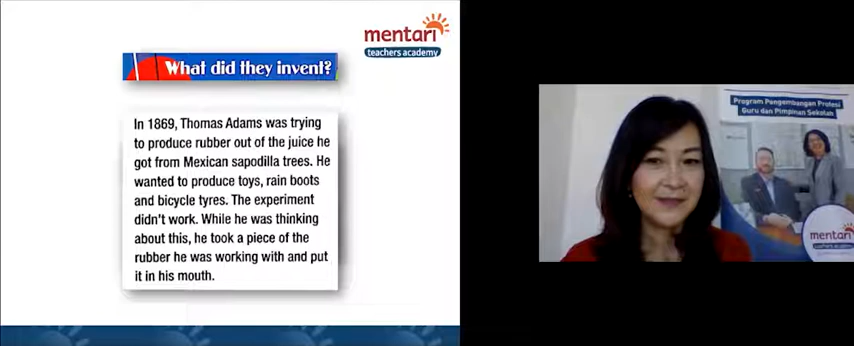 mentari
teachers academy
What did they invent?
In 1869, Thomas Adams was trying
to produce rubber out of the juice he
got from Mexican sapodilla trees. He
wanted to produce toys, rain boots
and bicycle tyres. The experiment
didn't work. While he was thinking
about this, he took a piece of the
rubber he was working with and put
it in his mouth.
Program Pengembangan Profesi
Guru dan Pimpinan Sekolah
mentari
teachers academy